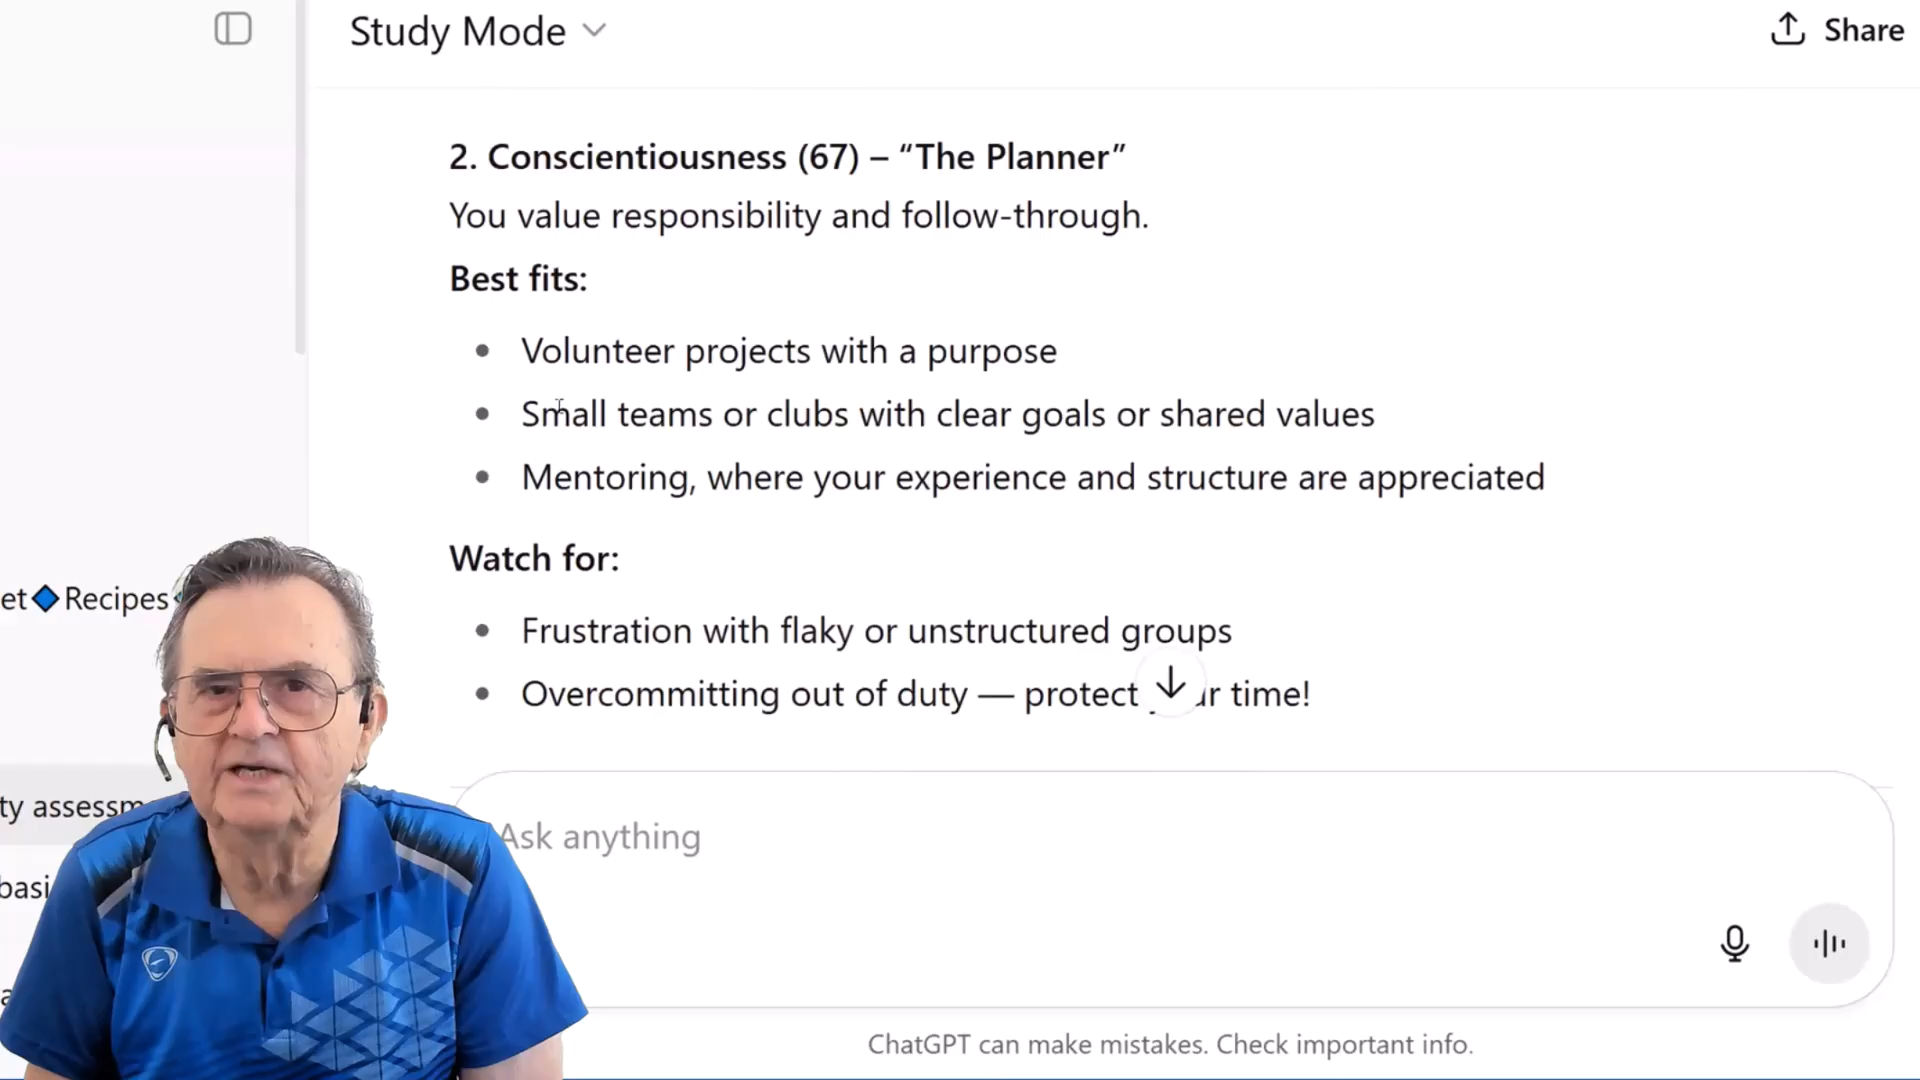 Study Mode
Share
2. Conscientiousness (67) – “The Planner”
You value responsibility and follow-through.
Best fits:
Volunteer projects with a purpose
Small teams or clubs with clear goals or shared values
Mentoring, where your experience and structure are appreciated
Watch for:
et🔷Recipes
Frustration with flaky or unstructured groups
Overcommitting out of duty — protect time!
ty assessm
Ask anything
basi
ChatGPT can make mistakes. Check important info.